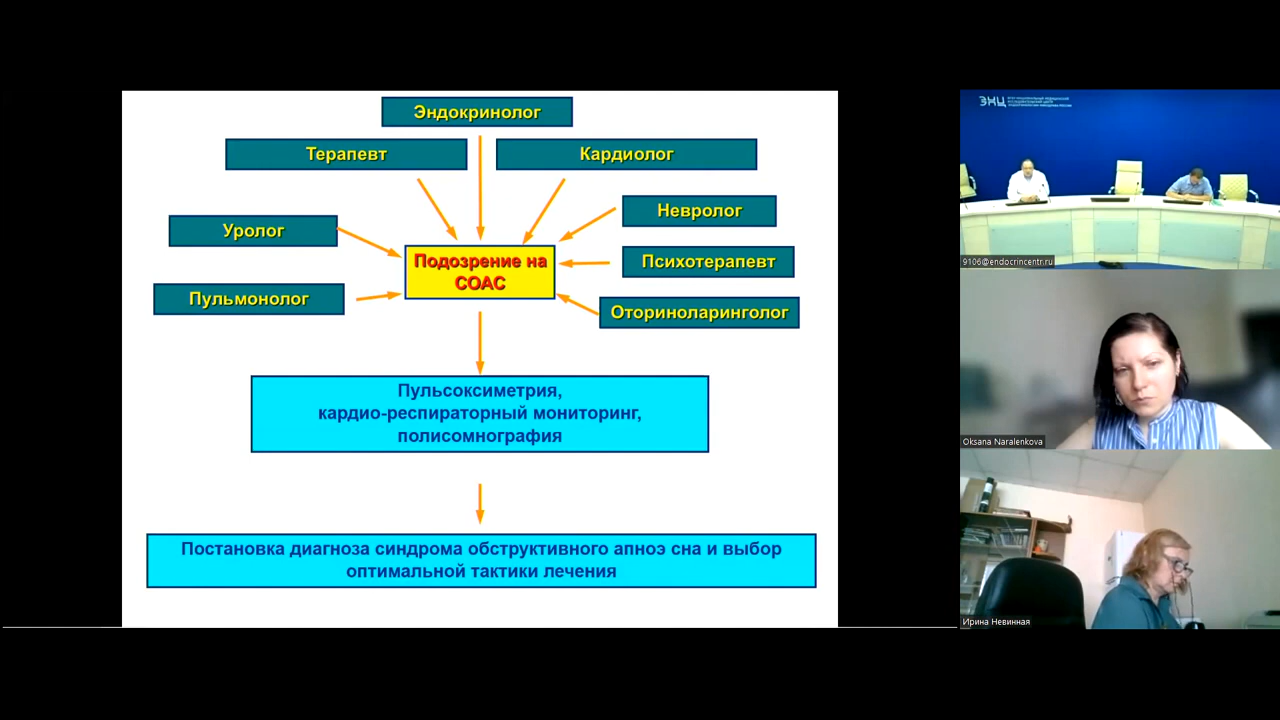 Эндокринолог
Терапевт
Кардиолог
Невролог
Уролог
Подозрение на
СОАС
Психотерапевт
Пульмонолог
Оториноларинголог
Пульсоксиметрия,
кардио-респираторный мониторинг,
полисомнография
Постановка диагноза синдрома обструктивного апноэ сна и выбор
оптимальной тактики лечения
ЭНЦ
9106@endocrincentr.ru
Oksana Naralenkova
Ирина Невинная